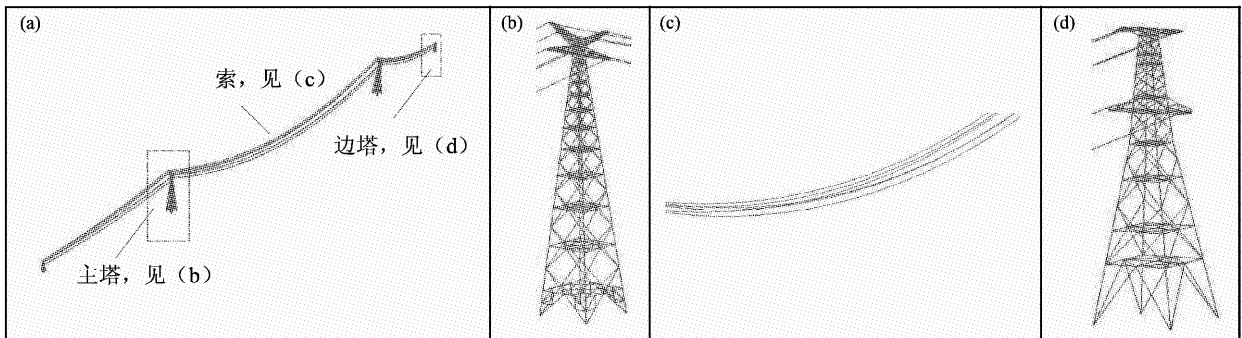 (a)
索，见（c）
边塔，见（d）
主塔，见（b）
(b)
(c)
(d)